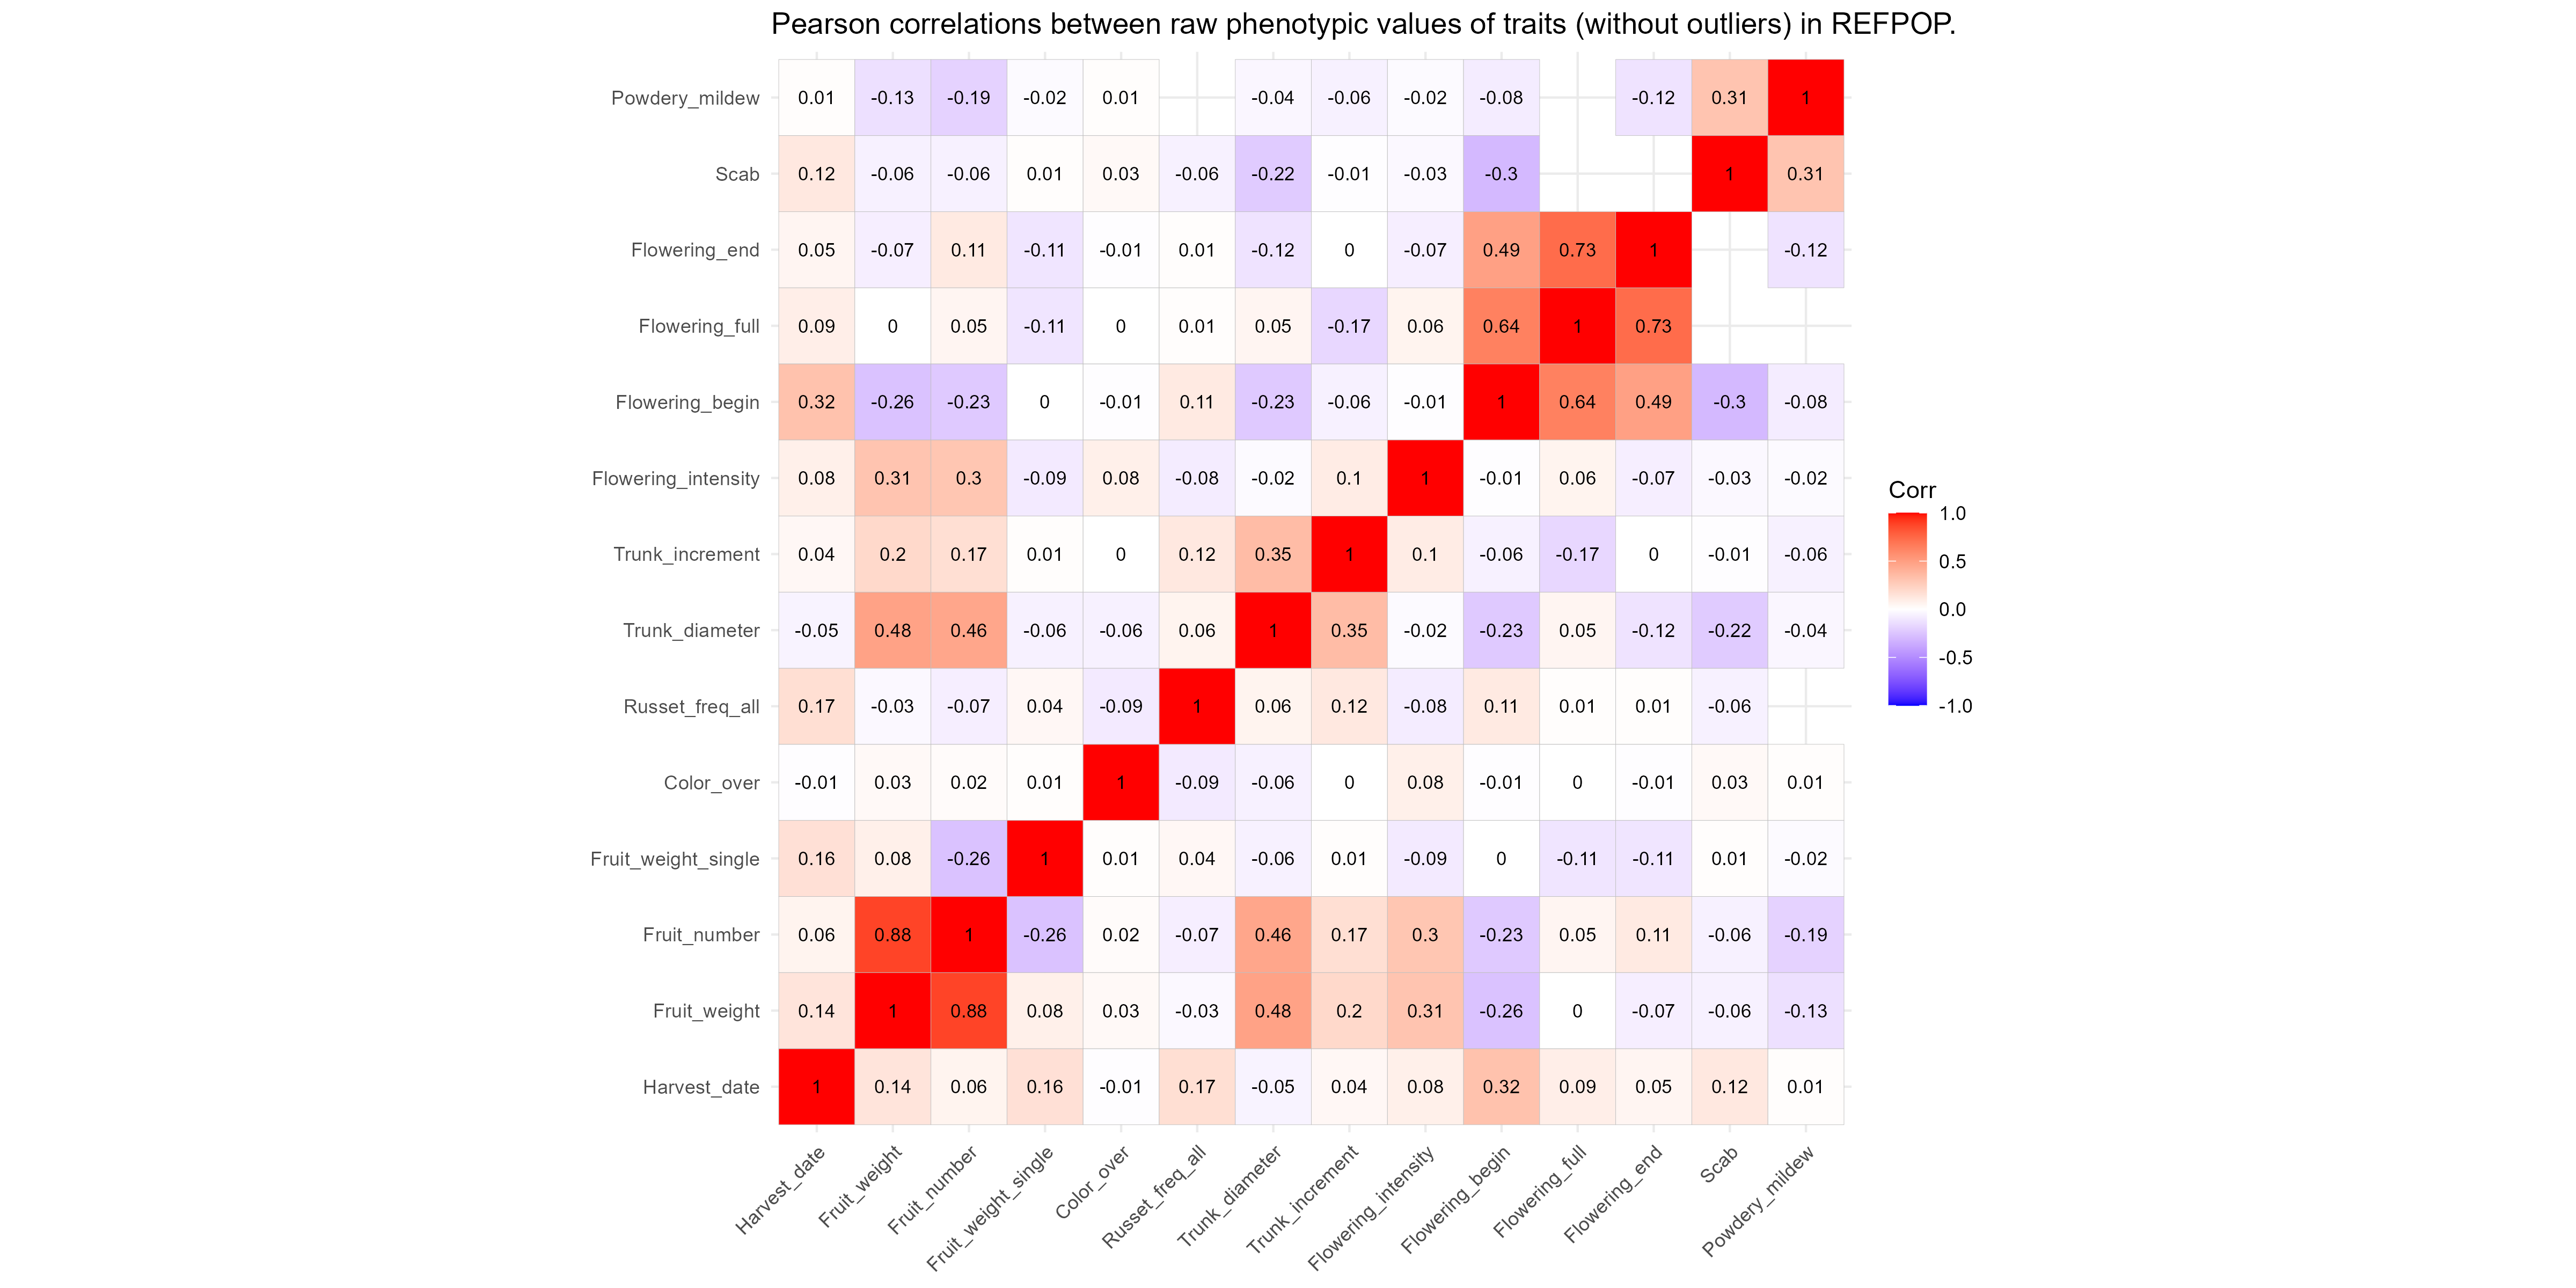 Pearson correlations between raw phenotypic values of traits (without outliers) in REFPOP.
Powdery_mildew 0.01 -0.13 -0.19 -0.02 0.01 -0.04 -0.06 -0.02 -0.08 -0.12 0.31 1
Scab 0.12 -0.06 -0.06 0.01 0.03 -0.06 -0.22 -0.01 -0.03 -0.3 1 0.31
Flowering_end 0.05 -0.07 0.11 -0.11 -0.01 0.01 -0.12 0 -0.07 0.49 0.73 1 -0.12
Flowering_full 0.09 0 0.05 -0.11 0 0.01 0.05 -0.17 0.06 0.64 1 0.73
Flowering_begin 0.32 -0.26 -0.23 0 -0.01 0.11 -0.23 -0.06 -0.01 1 0.64 0.49 -0.3 -0.08
Flowering_intensity 0.08 0.31 0.3 -0.09 0.08 -0.08 -0.02 0.1 1 -0.01 0.06 -0.07 -0.03 -0.02
Trunk_increment 0.04 0.2 0.17 0.01 0 0.12 0.35 1 0.1 -0.06 -0.17 0 -0.01 -0.06
Trunk_diameter -0.05 0.48 0.46 -0.06 -0.06 0.06 1 0.35 -0.02 -0.23 0.05 -0.12 -0.22 -0.04
Russet_freq_all 0.17 -0.03 -0.07 0.04 -0.09 1 0.06 0.12 -0.08 0.11 0.01 0.01 -0.06
Color_over -0.01 0.03 0.02 0.01 1 -0.09 -0.06 0 0.08 -0.01 0 -0.01 0.03 0.01
Fruit_weight_single 0.16 0.08 -0.26 1 0.01 0.04 -0.06 0.01 -0.09 0 -0.11 -0.11 0.01 -0.02
Fruit_number 0.06 0.88 1 -0.26 0.02 -0.07 0.46 0.17 0.3 -0.23 0.05 0.11 -0.06 -0.19
Fruit_weight 0.14 1 0.88 0.08 0.03 -0.03 0.48 0.2 0.31 -0.26 0 -0.07 -0.06 -0.13
Harvest_date 1 0.14 0.06 0.16 -0.01 0.17 -0.05 0.04 0.08 0.32 0.09 0.05 0.12 0.01
Harvest_date
Fruit_weight
Fruit_number
Fruit_weight_single
Color_over
Russet_freq_all
Trunk_diameter
Trunk_increment
Flowering_intensity
Flowering_begin
Flowering_full
Flowering_end
Scab
Powdery_mildew
Corr
1.0
0.5
0.0
-0.5
-1.0